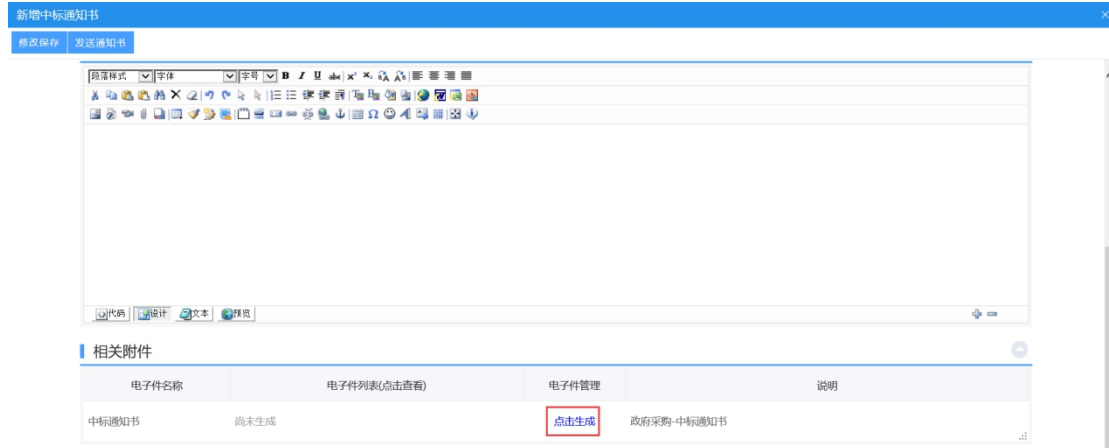 新增中标通知书
修改保存 发送通知书
段落样式 字体 字号 B I U abc x² x₂
代码 设计 文本 预览
相关附件
电子件名称 电子件列表(点击查看) 电子件管理 说明
中标通知书 尚未生成 点击生成 政府采购-中标通知书